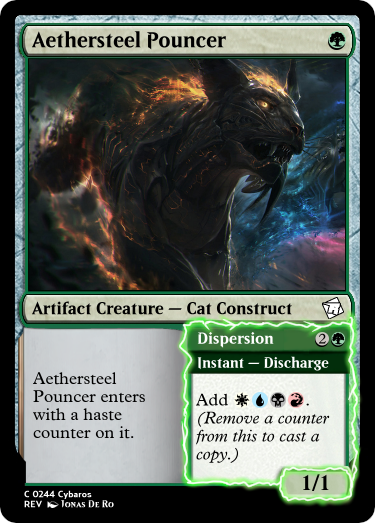 Aethersteel Pouncer
Artifact Creature — Cat Construct
Aethersteel
Pouncer enters
with a haste
counter on it.
Dispersion 2
Instant — Discharge
Add .
(Remove a counter
from this to cast a
copy.)
1/1
C 0244 Cybaros
REV Jonas De Ro